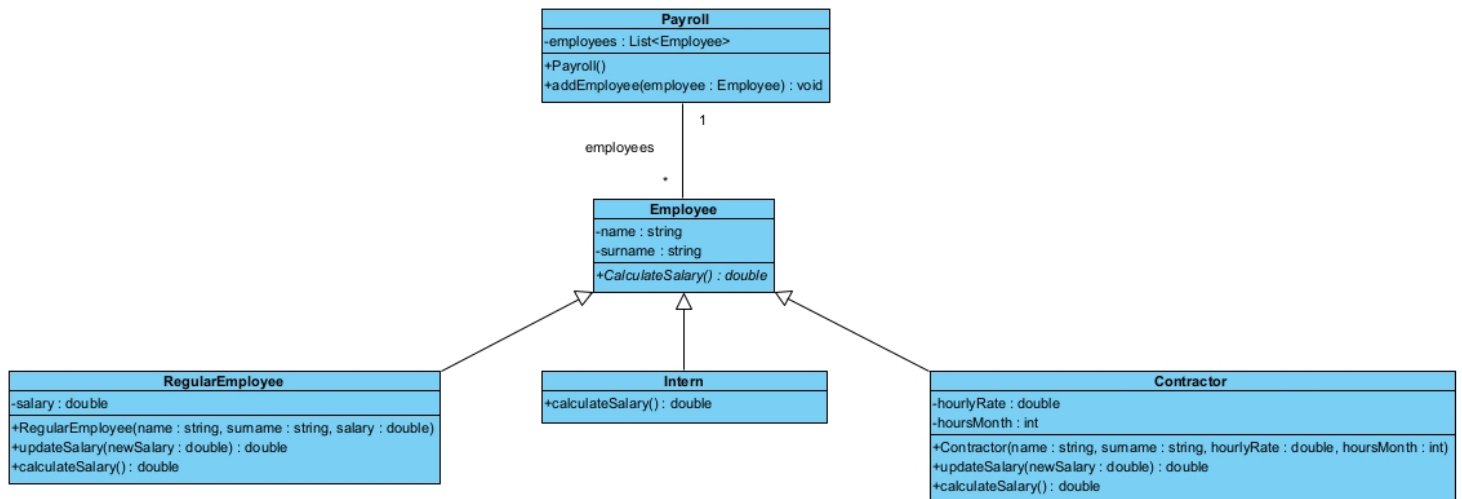 Payroll
-employees : List<Employee>
+Payroll()
+addEmployee(employee : Employee) : void
1
employees
*
Employee
-name : string
-surname : string
+CalculateSalary() : double
RegularEmployee
-salary : double
+RegularEmployee(name : string, surname : string, salary : double)
+updateSalary(newSalary : double) : double
+calculateSalary() : double
Intern
+calculateSalary() : double
Contractor
-hourlyRate : double
-hoursMonth : int
+Contractor(name : string, surname : string, hourlyRate : double, hoursMonth : int)
+updateSalary(newSalary : double) : double
+calculateSalary() : double